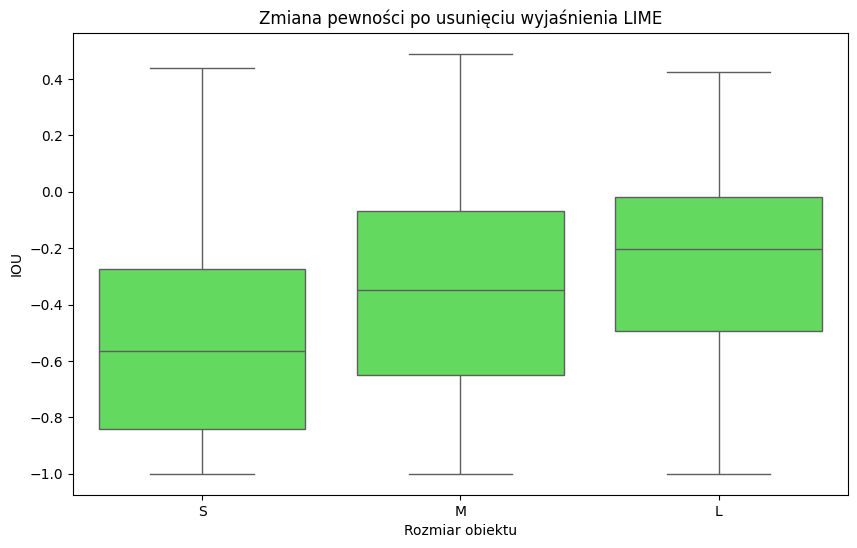 Zmiana pewności po usunięciu wyjaśnienia LIME
IOU
0.4
0.2
0.0
−0.2
−0.4
−0.6
−0.8
−1.0
S M L
Rozmiar obiektu